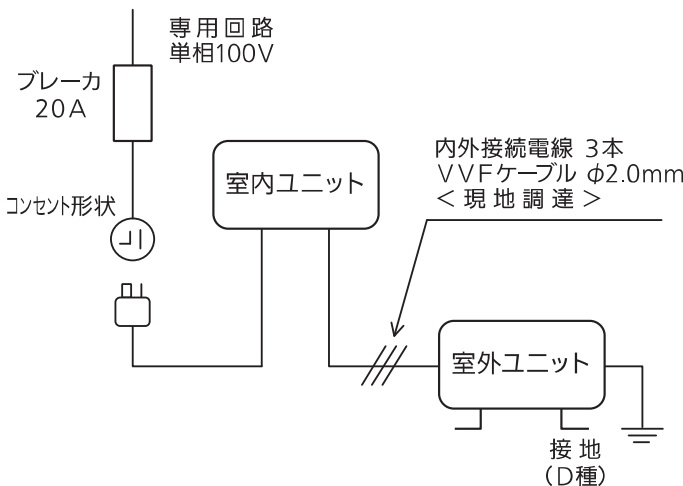 専用回路
単相100V
ブレーカ
20A
コンセント形状
室内ユニット
内外接続電線 3本
VVFケーブル φ2.0mm
<現地調達>
室外ユニット
接地
(D種)